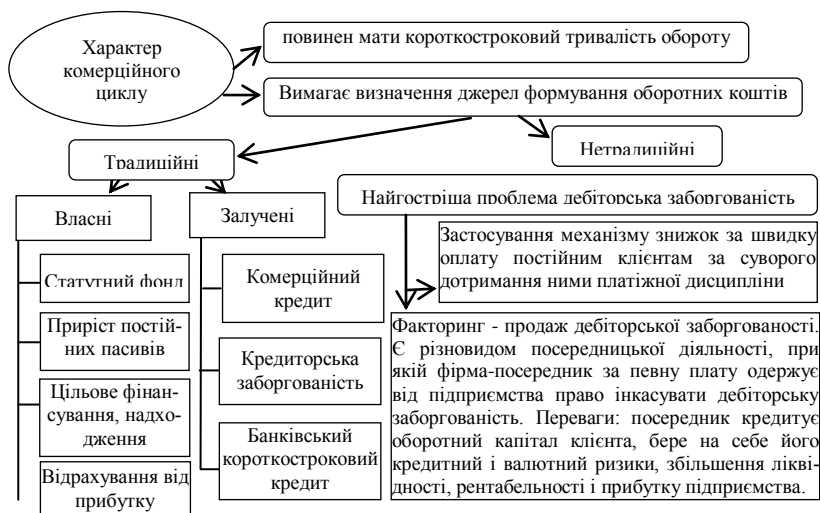 Характер
комерційного
циклу
повинен мати короткостроковий тривалість обороту
Вимагає визначення джерел формування оборотних коштів
Традиційні
Нетрадиційні
Власні
Залучені
Найгостріша проблема дебіторська заборгованість
Статутний фонд
Приріст постій-
них пасивів
Цільове фінан-
сування, надхо-
дження
Відрахування від
прибутку
Комерційний
кредит
Кредиторська
заборгованість
Банківський
короткостроковий
кредит
Застосування механізму знижок за швидку
оплату постійним клієнтам за суворого
дотримання ними платіжної дисципліни
Факторинг - продаж дебіторської заборгованості.
Є різновидом посередницької діяльності, при
якій фірма-посередник за певну плату одержує
від підприємства право інкасувати дебіторську
заборгованість. Переваги: посередник кредитує
оборотний капітал клієнта, бере на себе його
кредитний і валютний ризики, збільшення лікві-
дності, рентабельності і прибутку підприємства.